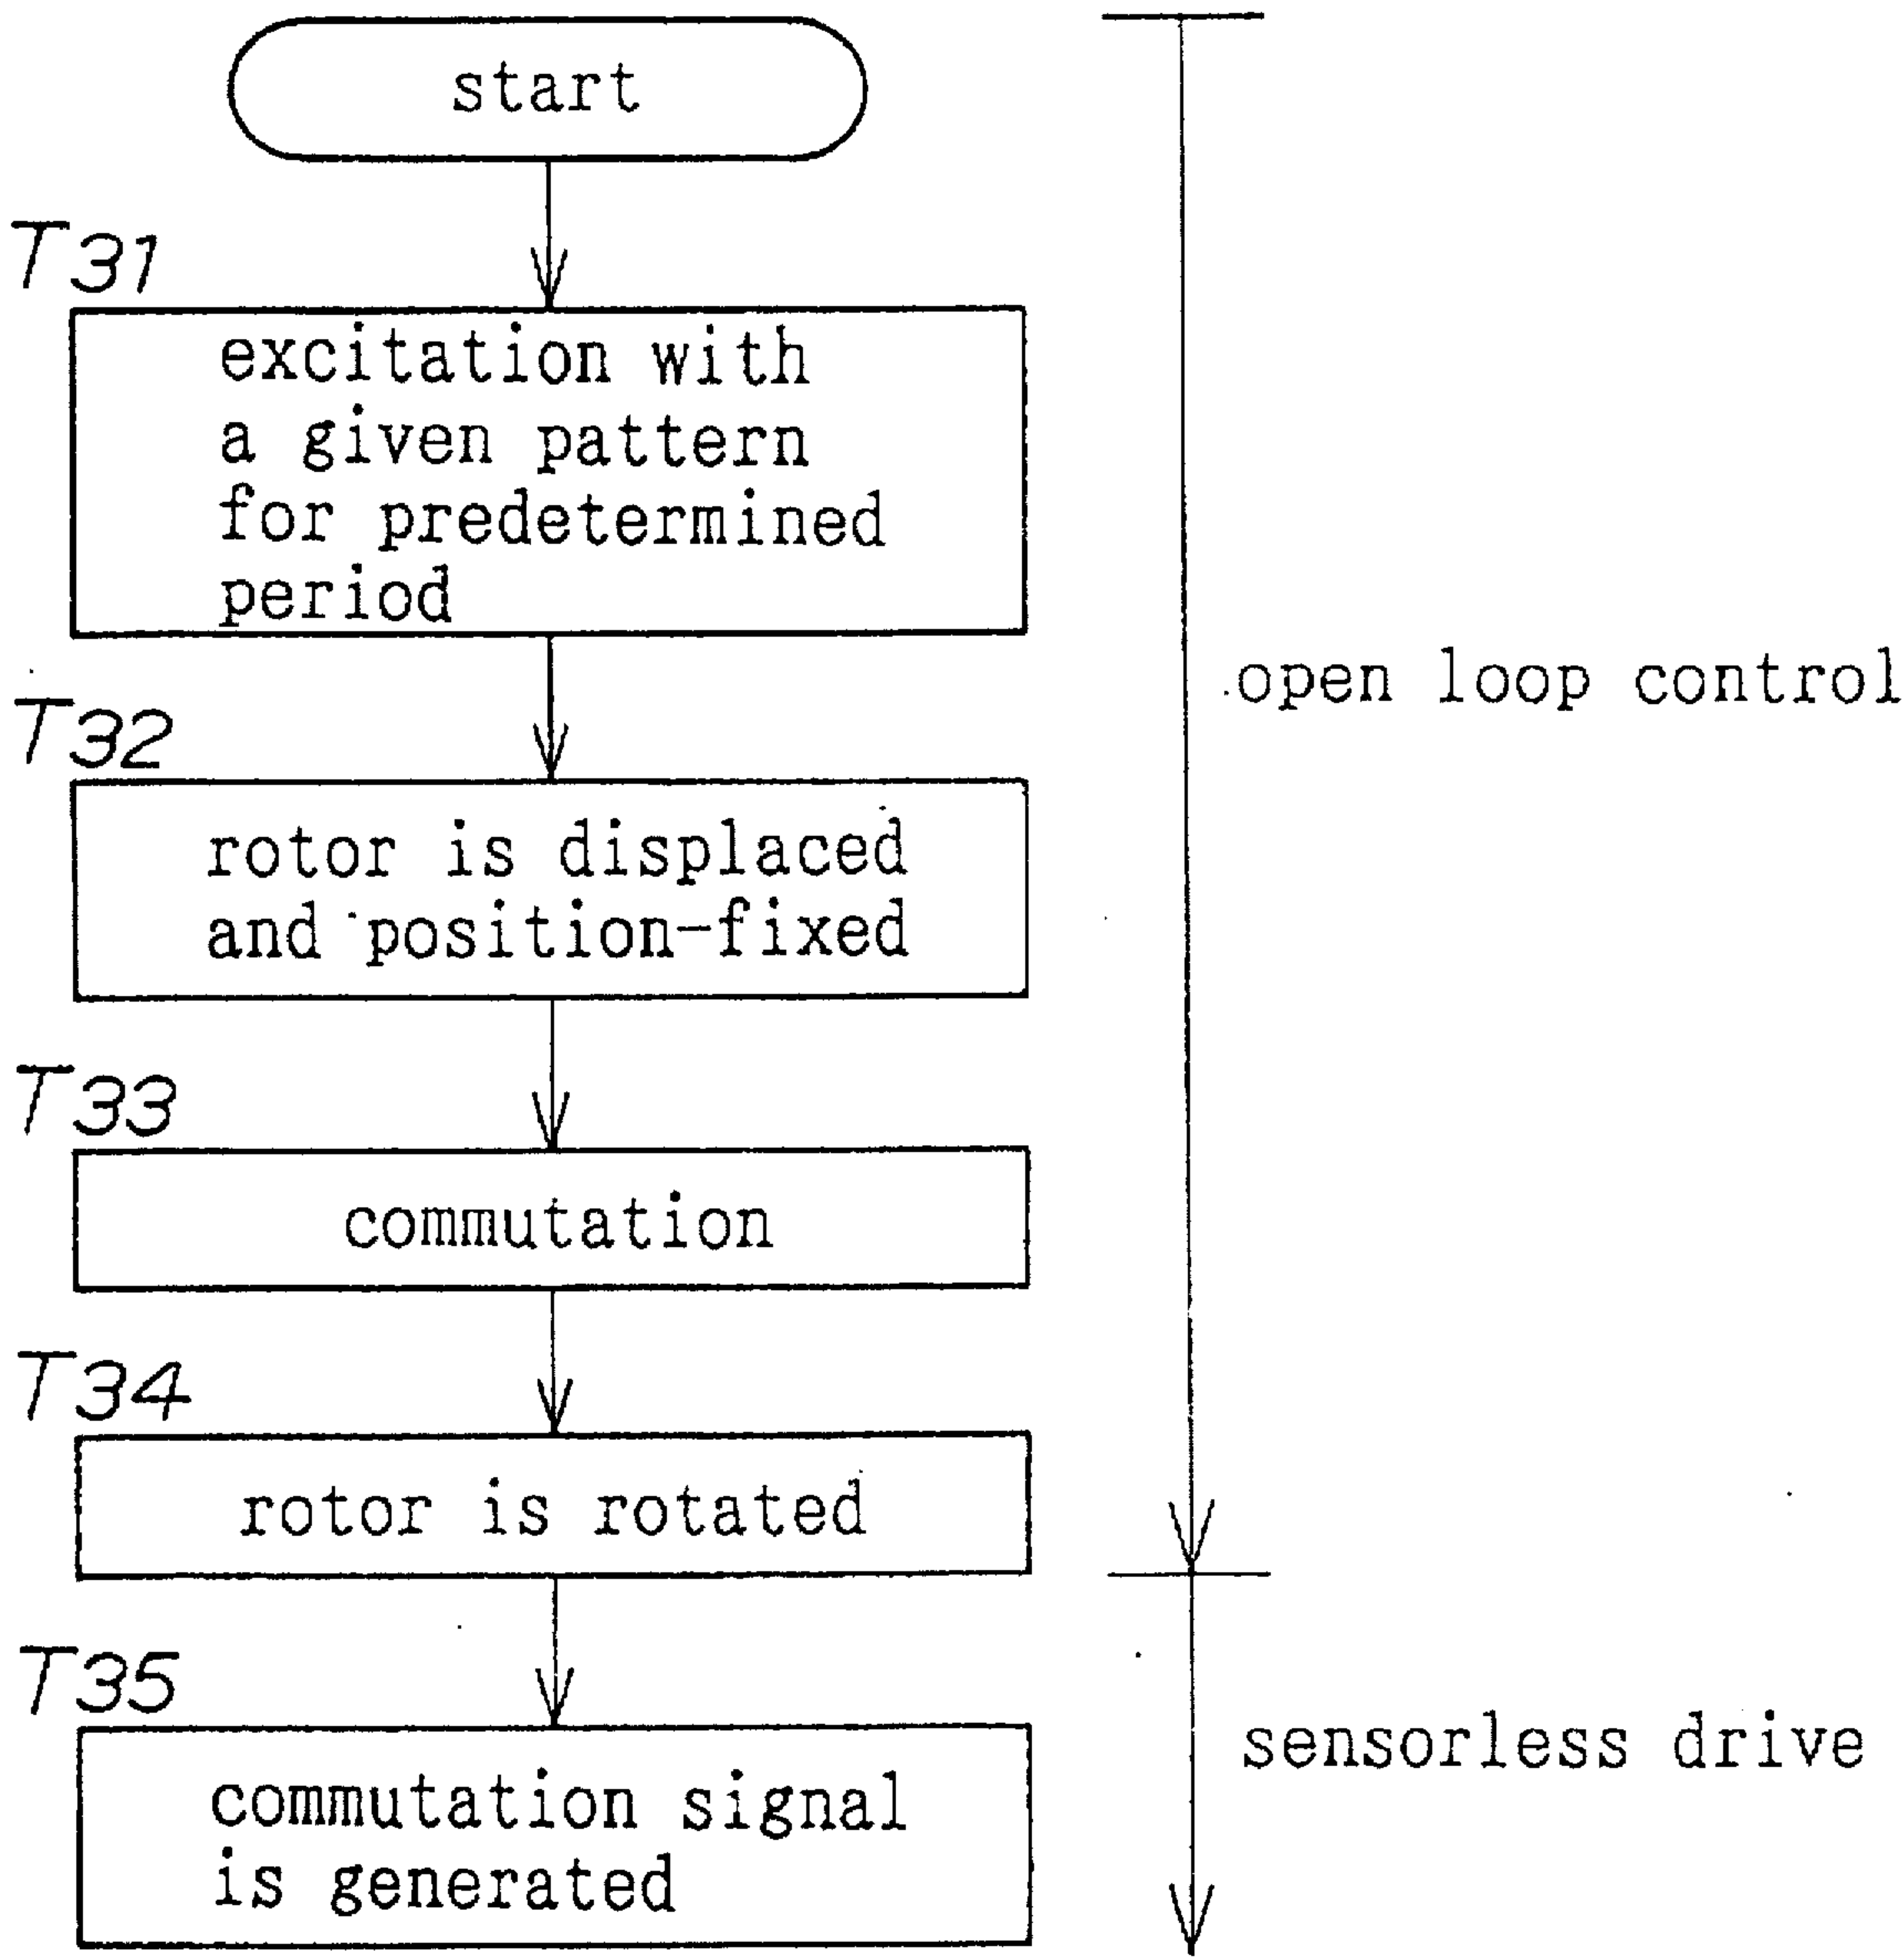 start
T31
excitation with
a given pattern
for predetermined
period
T32
rotor is displaced
and position-fixed
T33
commutation
T34
rotor is rotated
T35
commutation signal
is generated
open loop control
sensorless drive